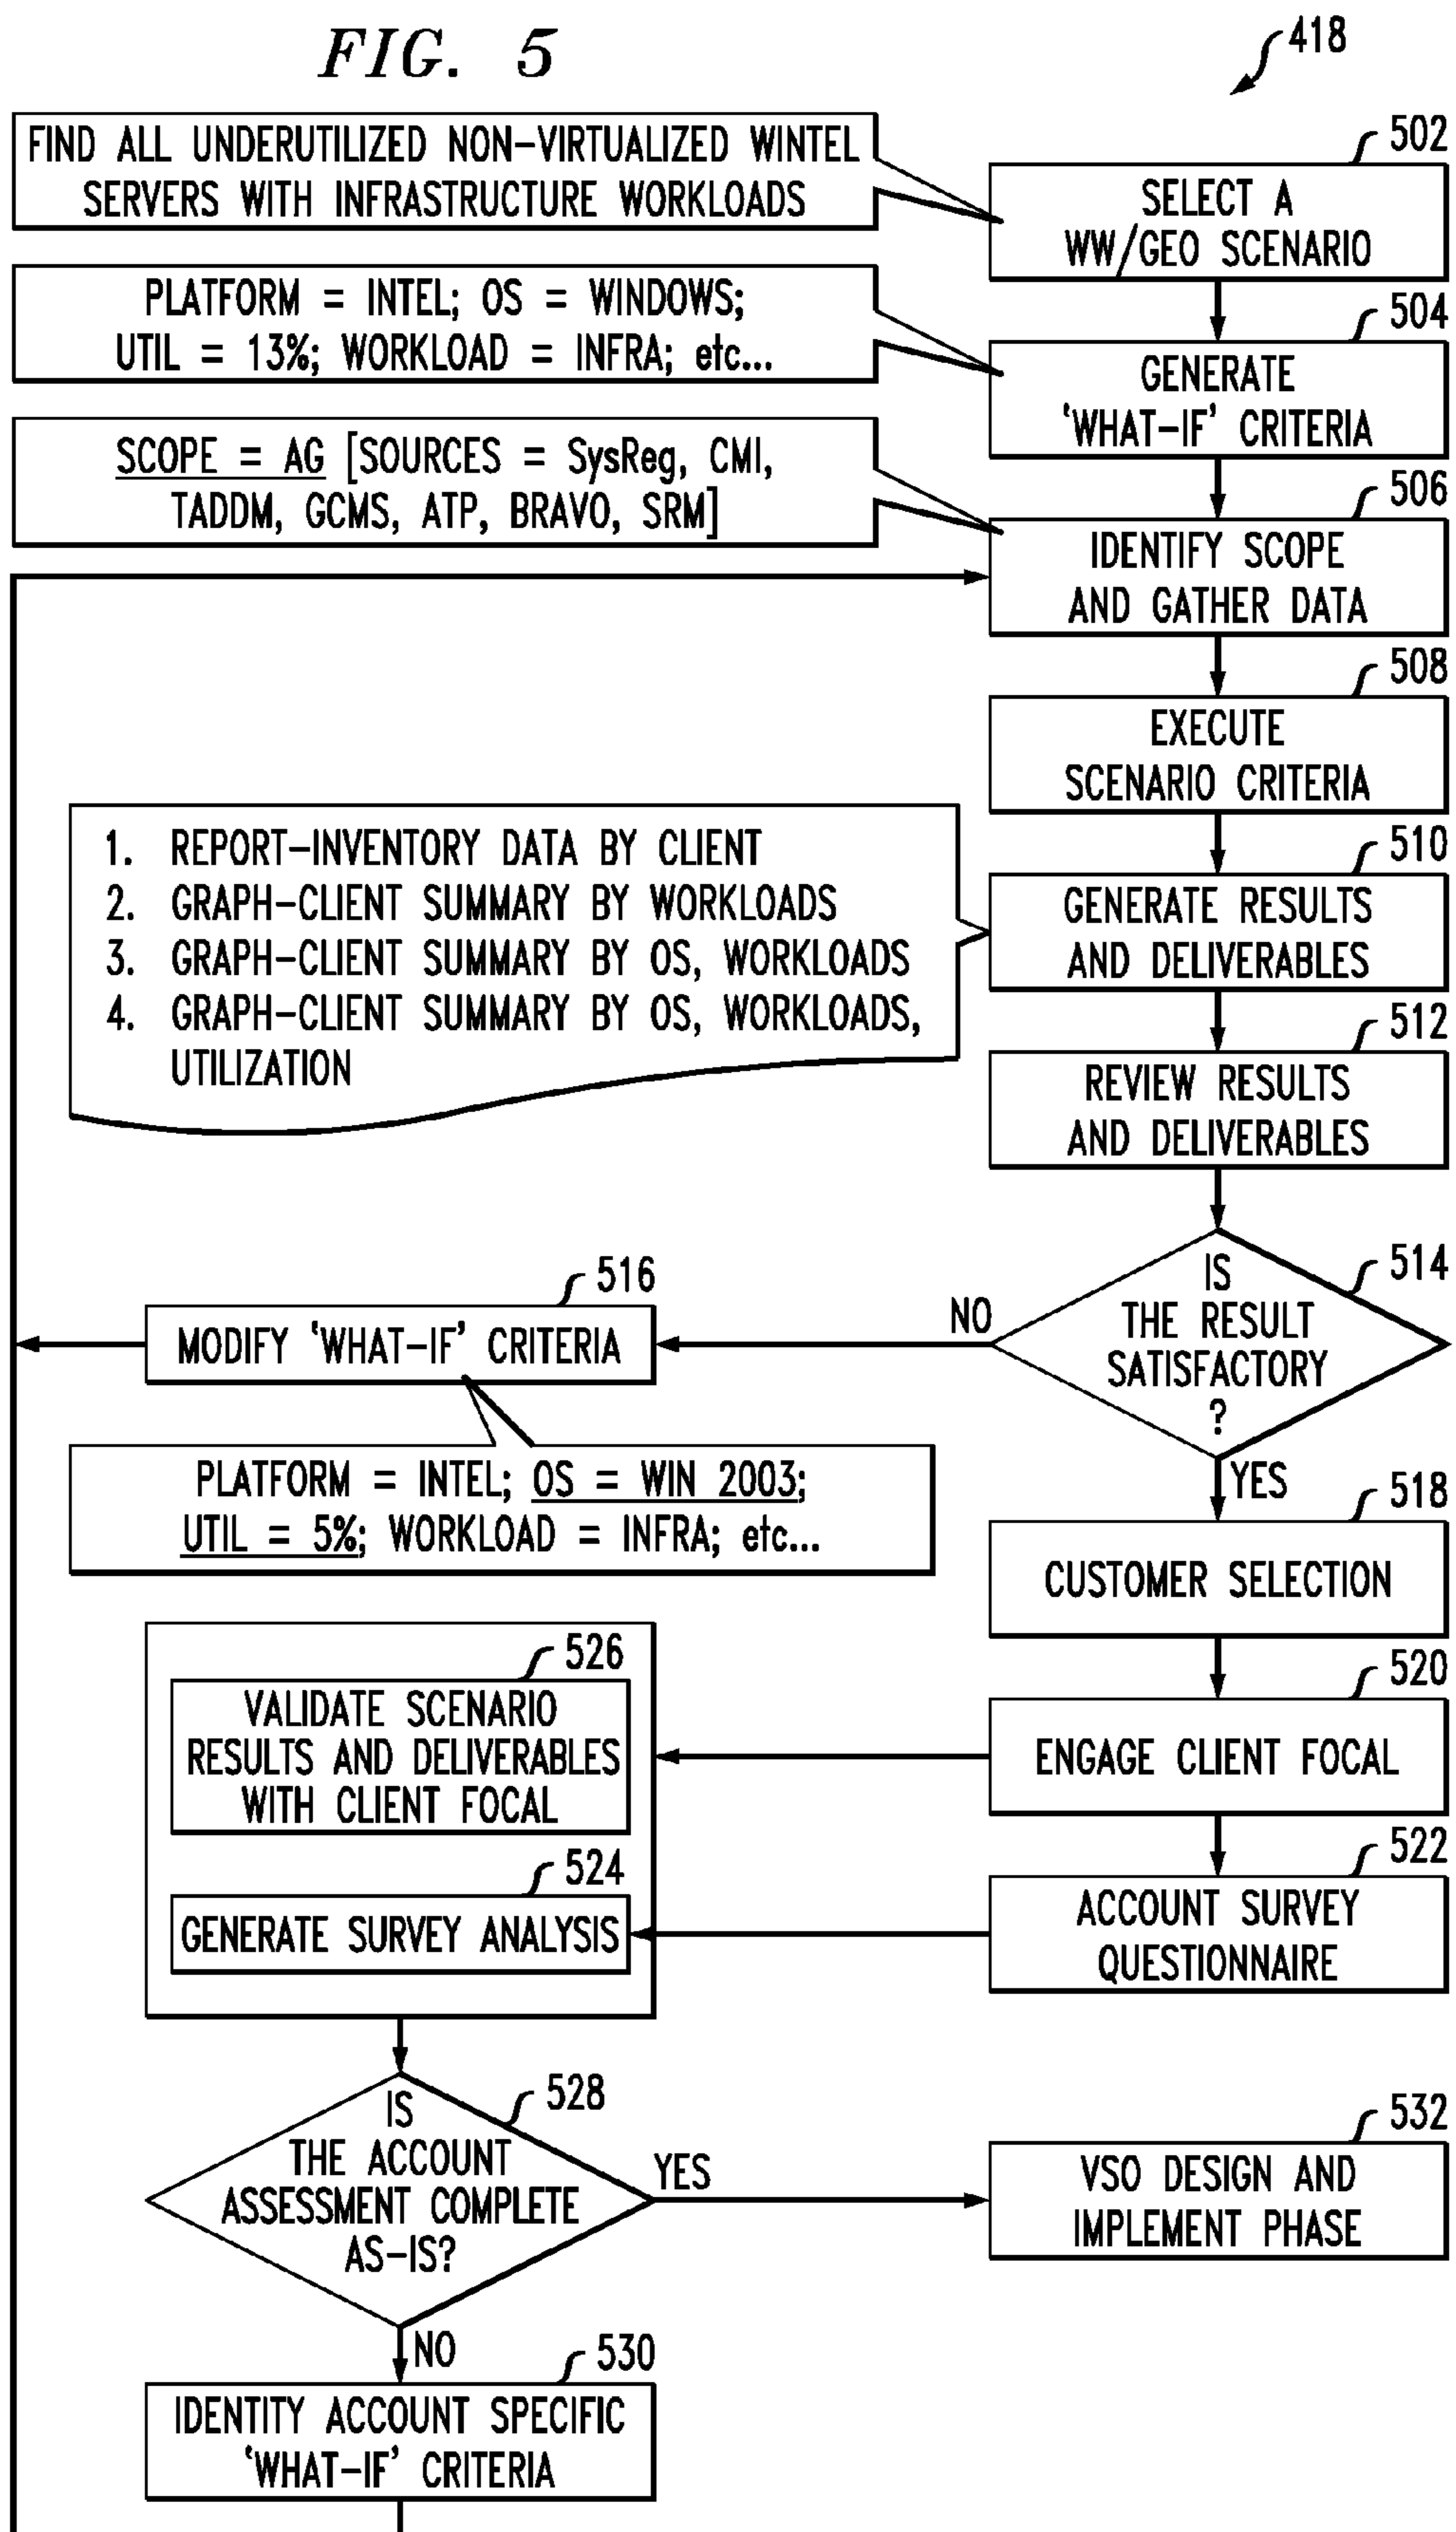 FIG. 5
418
FIND ALL UNDERUTILIZED NON-VIRTUALIZED WINTEL
SERVERS WITH INFRASTRUCTURE WORKLOADS
502
SELECT A
WW/GEO SCENARIO
PLATFORM = INTEL; OS = WINDOWS;
UTIL = 13%; WORKLOAD = INFRA; etc...
504
GENERATE
‘WHAT-IF’ CRITERIA
SCOPE = AG [SOURCES = SysReg, CMI,
TADDM, GCMS, ATP, BRAVO, SRM]
506
IDENTIFY SCOPE
AND GATHER DATA
508
EXECUTE
SCENARIO CRITERIA
1. REPORT-INVENTORY DATA BY CLIENT
2. GRAPH-CLIENT SUMMARY BY WORKLOADS
3. GRAPH-CLIENT SUMMARY BY OS, WORKLOADS
4. GRAPH-CLIENT SUMMARY BY OS, WORKLOADS,
UTILIZATION
510
GENERATE RESULTS
AND DELIVERABLES
512
REVIEW RESULTS
AND DELIVERABLES
514
IS
THE RESULT
SATISFACTORY
?
NO
516
MODIFY ‘WHAT-IF’ CRITERIA
PLATFORM = INTEL; OS = WIN 2003;
UTIL = 5%; WORKLOAD = INFRA; etc...
YES
518
CUSTOMER SELECTION
520
ENGAGE CLIENT FOCAL
526
VALIDATE SCENARIO
RESULTS AND DELIVERABLES
WITH CLIENT FOCAL
522
ACCOUNT SURVEY
QUESTIONNAIRE
524
GENERATE SURVEY ANALYSIS
528
IS
THE ACCOUNT
ASSESSMENT COMPLETE
AS-IS?
YES
532
VSO DESIGN AND
IMPLEMENT PHASE
NO
530
IDENTITY ACCOUNT SPECIFIC
‘WHAT-IF’ CRITERIA